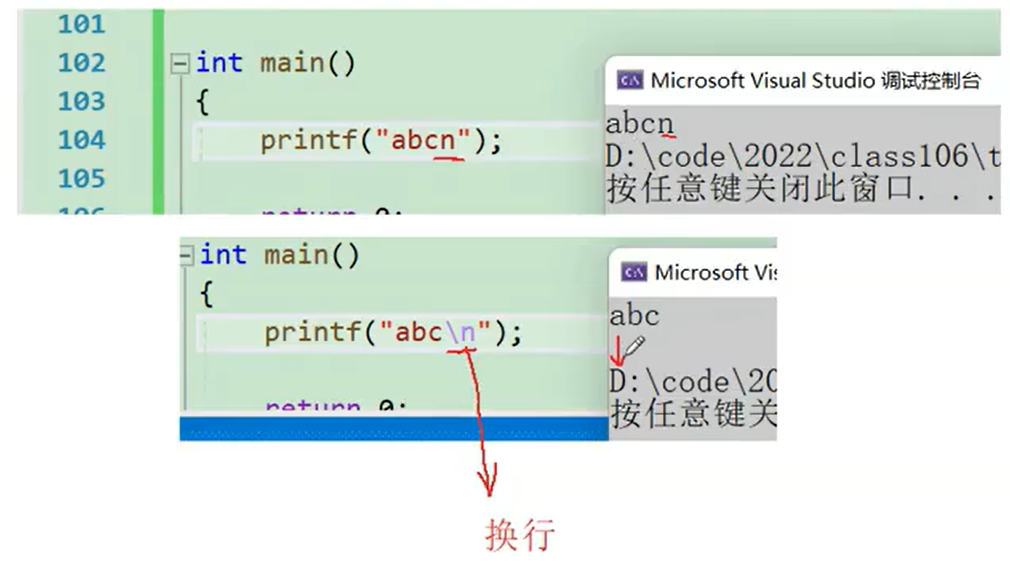 101
102 int main()
103 {
104 printf("abcn");
105
106 return 0;
Microsoft Visual Studio 调试控制台
abcn
D:\code\2022\class106\t
按任意键关闭此窗口. . .
int main()
{
printf("abc\n");
return 0;
Microsoft Vis
abc
D:\code\20
按任意键关
换行